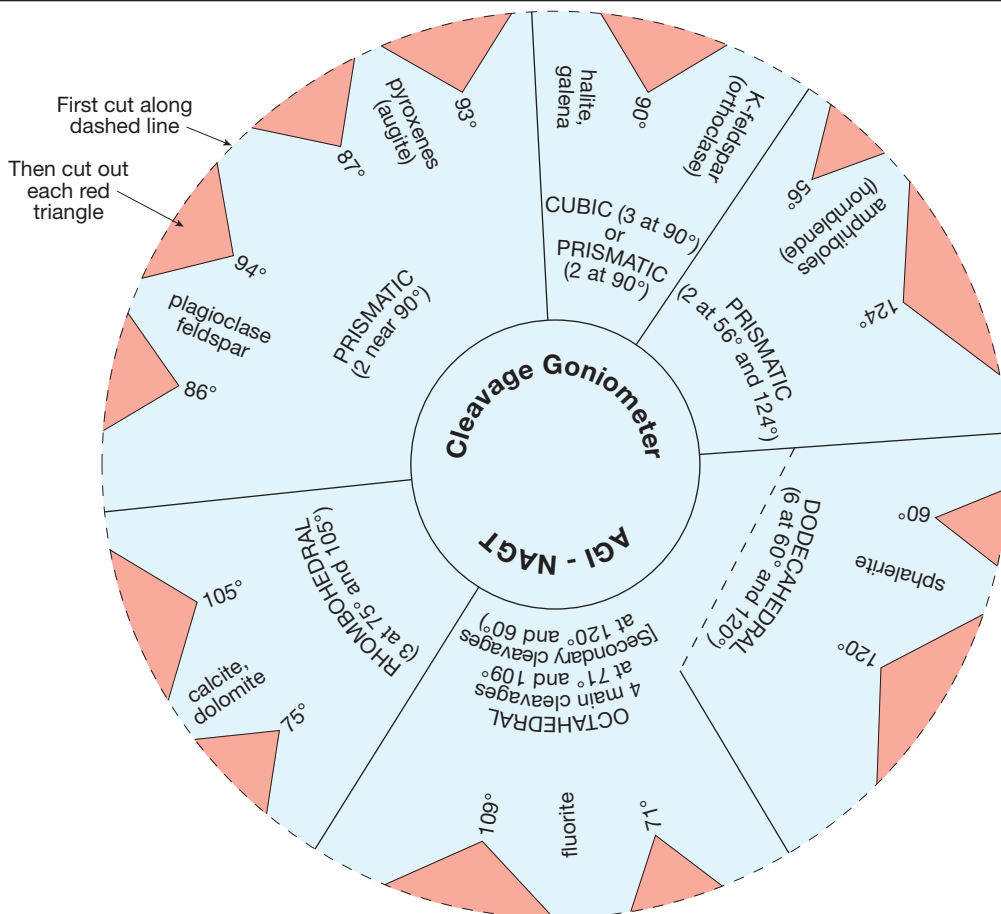 First cut along
dashed line
Then cut out
each red
triangle
pyroxenes
(augite)
93°
87°
94°
86°
plagioclase
feldspar
PRISMATIC
(2 near 90°)
halite,
galena
90°
K-feldspar
(orthoclase)
CUBIC (3 at 90°)
or
PRISMATIC
(2 at 90°)
56°
amphiboles
(hornblende)
124°
PRISMATIC
(2 at 56° and 124°)
Cleavage Goniometer
AGI - NAGT
60°
sphalerite
120°
DODECAHEDRAL
(6 at 60° and 120°)
OCTAHEDRAL
4 main cleavages
at 71° and 109°
[Secondary cleavages
at 120° and 60°)
71°
fluorite
109°
RHOMBOHEDRAL
(3 at 75° and 105°)
105°
calcite,
dolomite
75°